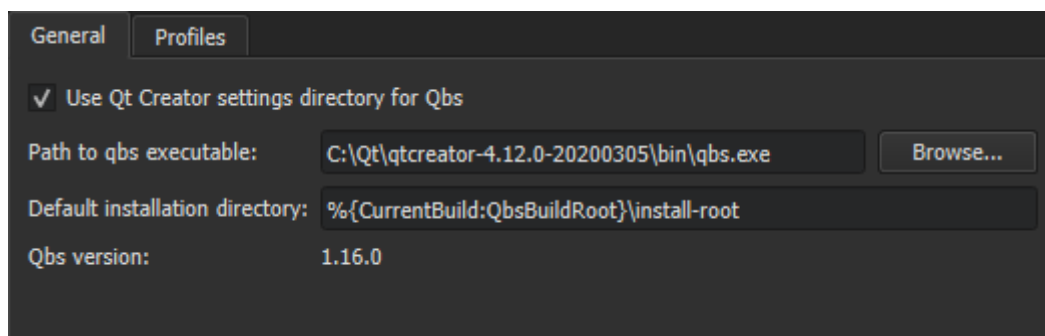 General Profiles
Use Qt Creator settings directory for Qbs
Path to qbs executable: C:\Qt\qtcreator-4.12.0-20200305\bin\qbs.exe Browse...
Default installation directory: %{CurrentBuild:QbsBuildRoot}\install-root
Qbs version: 1.16.0